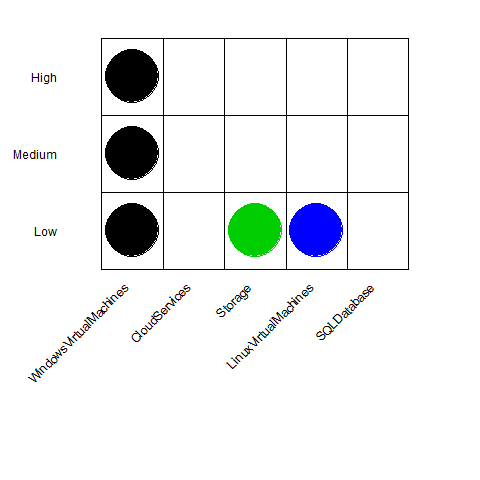 High
Medium
Low
WindowsVirtualMachines
CloudServices
Storage
LinuxVirtualMachines
SQLDatabase